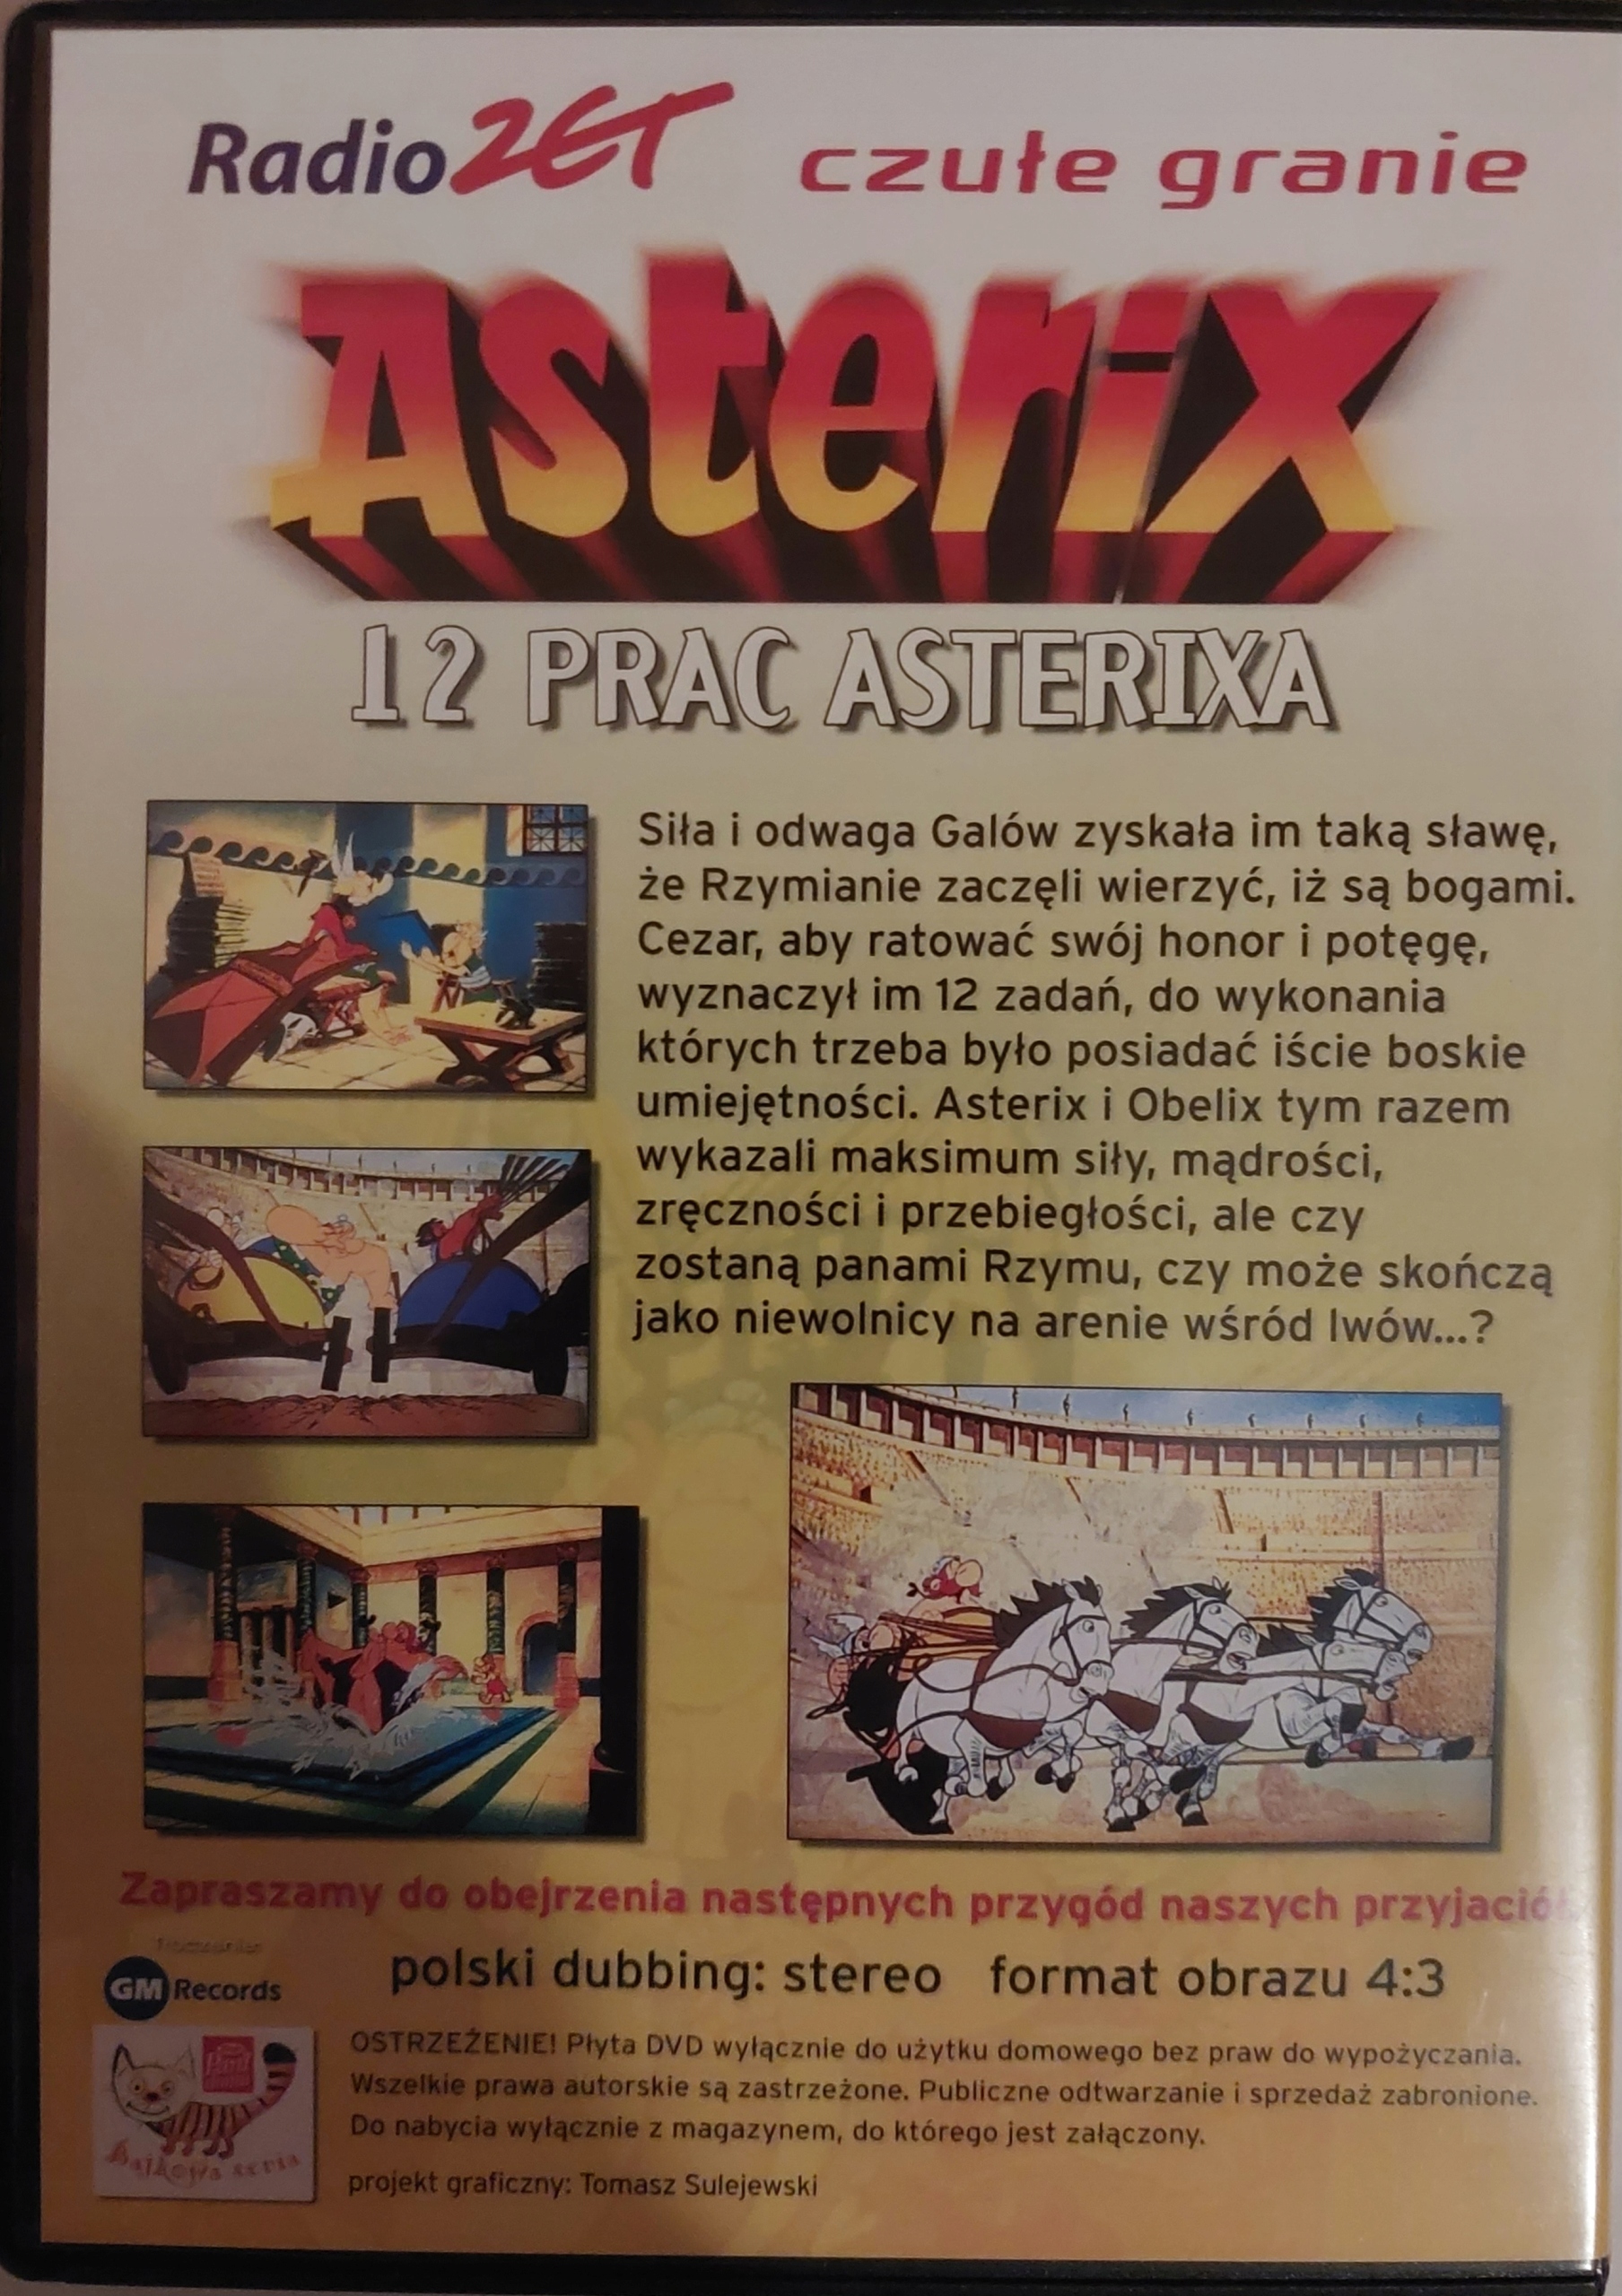 Radio ZET czułe granie
Asterix
12 PRAC ASTERIXA
Siła i odwaga Galów zyskała im taką sławę,
że Rzymianie zaczęli wierzyć, iż są bogami.
Cezar, aby ratować swój honor i potęgę,
wyznaczył im 12 zadań, do wykonania
których trzeba było posiadać iście boskie
umiejętności. Asterix i Obelix tym razem
wykazali maksimum siły, mądrości,
zręczności i przebiegłości, ale czy
zostaną panami Rzymu, czy może skończą
jako niewolnicy na arenie wśród lwów...?
Zapraszamy do obejrzenia następnych przygód naszych przyjaciół
GM Records
polski dubbing: stereo format obrazu 4:3
OSTRZEŻENIE! Płyta DVD wyłącznie do użytku domowego bez praw do wypożyczania.
Wszelkie prawa autorskie są zastrzeżone. Publiczne odtwarzanie i sprzedaż zabronione.
Do nabycia wyłącznie z magazynem, do którego jest załączony.
Bajkowa seria
projekt graficzny: Tomasz Sulejewski